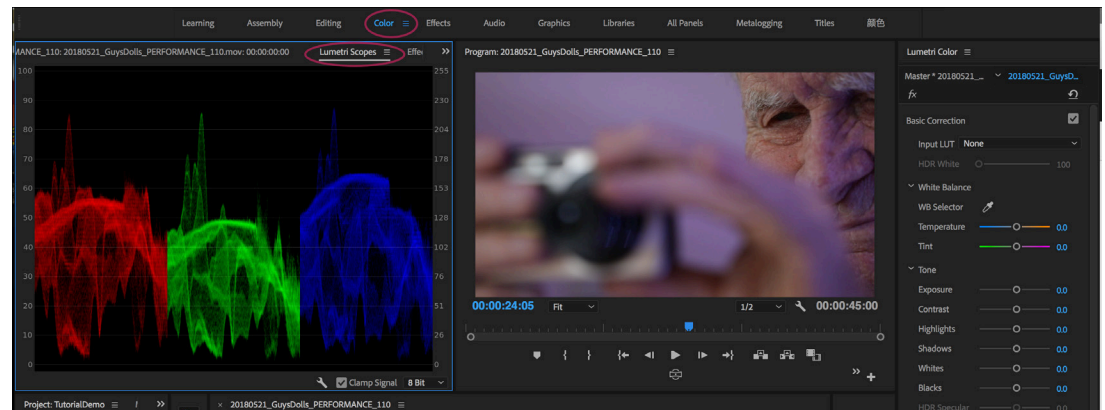 Learning Assembly Editing Color Effects Audio Graphics Libraries All Panels Metalogging Titles 颜色
MANCE_110: 20180521_GuysDolls_PERFORMANCE_110.mov: 00:00:00:00 Lumetri Scopes Effe
100 255
90 230
80 204
70 178
60 153
50 128
40 102
30 76
20 51
10 26
0 0
Clamp Signal 8 Bit
Program: 20180521_GuysDolls_PERFORMANCE_110
00:00:24:05 Fit 1/2 00:00:45:00
Lumetri Color
Master * 20180521_... 20180521_GuysD...
fx
Basic Correction
Input LUT None
HDR White 100
White Balance
WB Selector
Temperature 0.0
Tint 0.0
Tone
Exposure 0.0
Contrast 0.0
Highlights 0.0
Shadows 0.0
Whites 0.0
Blacks 0.0
HDR Specular 0.0
Project: TutorialDemo
20180521_GuysDolls_PERFORMANCE_110